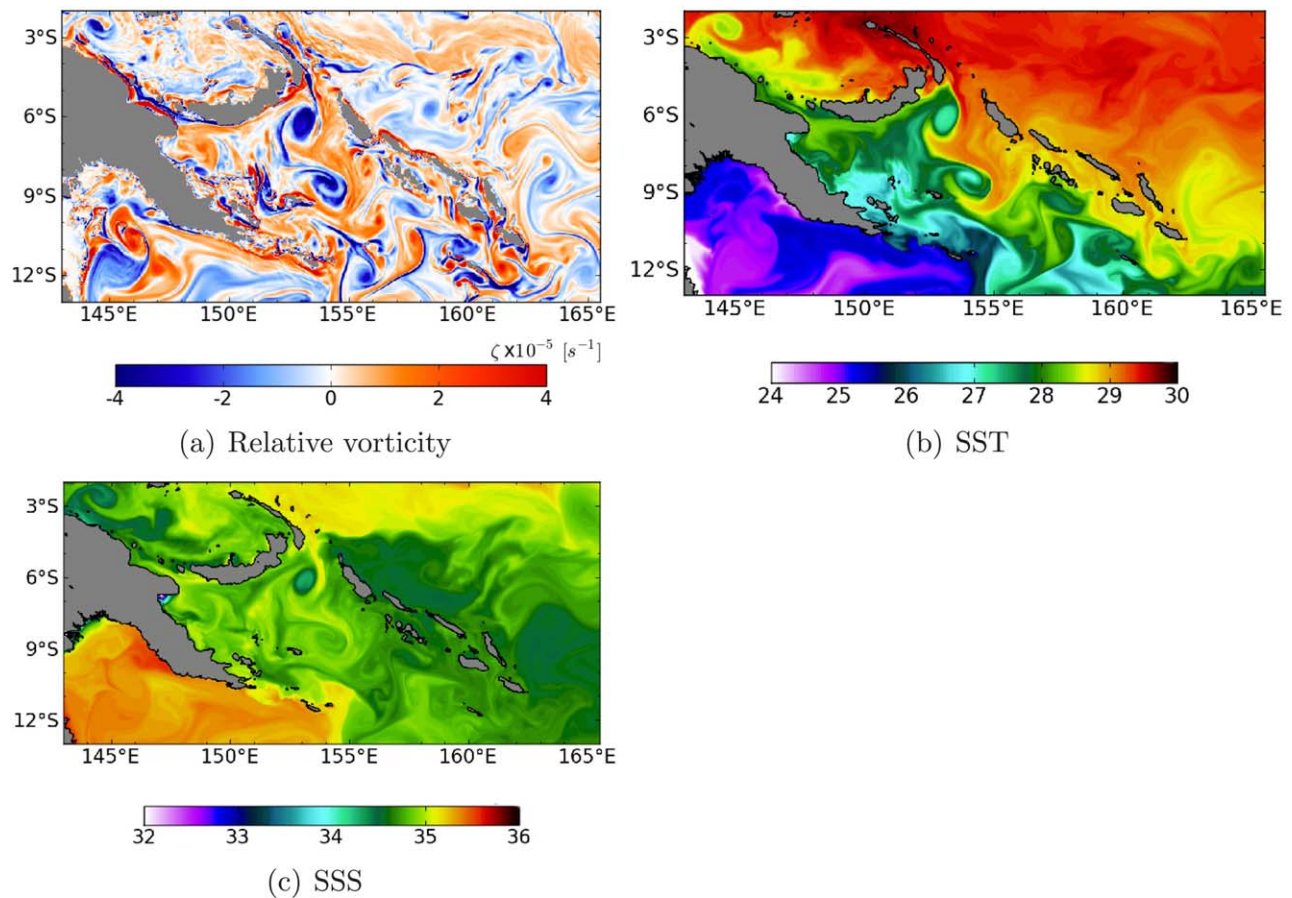 3°S
6°S
9°S
12°S
145°E 150°E 155°E 160°E 165°E
ζ x10⁻⁵ [s⁻¹]
-4 -2 0 2 4
(a) Relative vorticity
3°S
6°S
9°S
12°S
145°E 150°E 155°E 160°E 165°E
24 25 26 27 28 29 30
(b) SST
3°S
6°S
9°S
12°S
145°E 150°E 155°E 160°E 165°E
32 33 34 35 36
(c) SSS